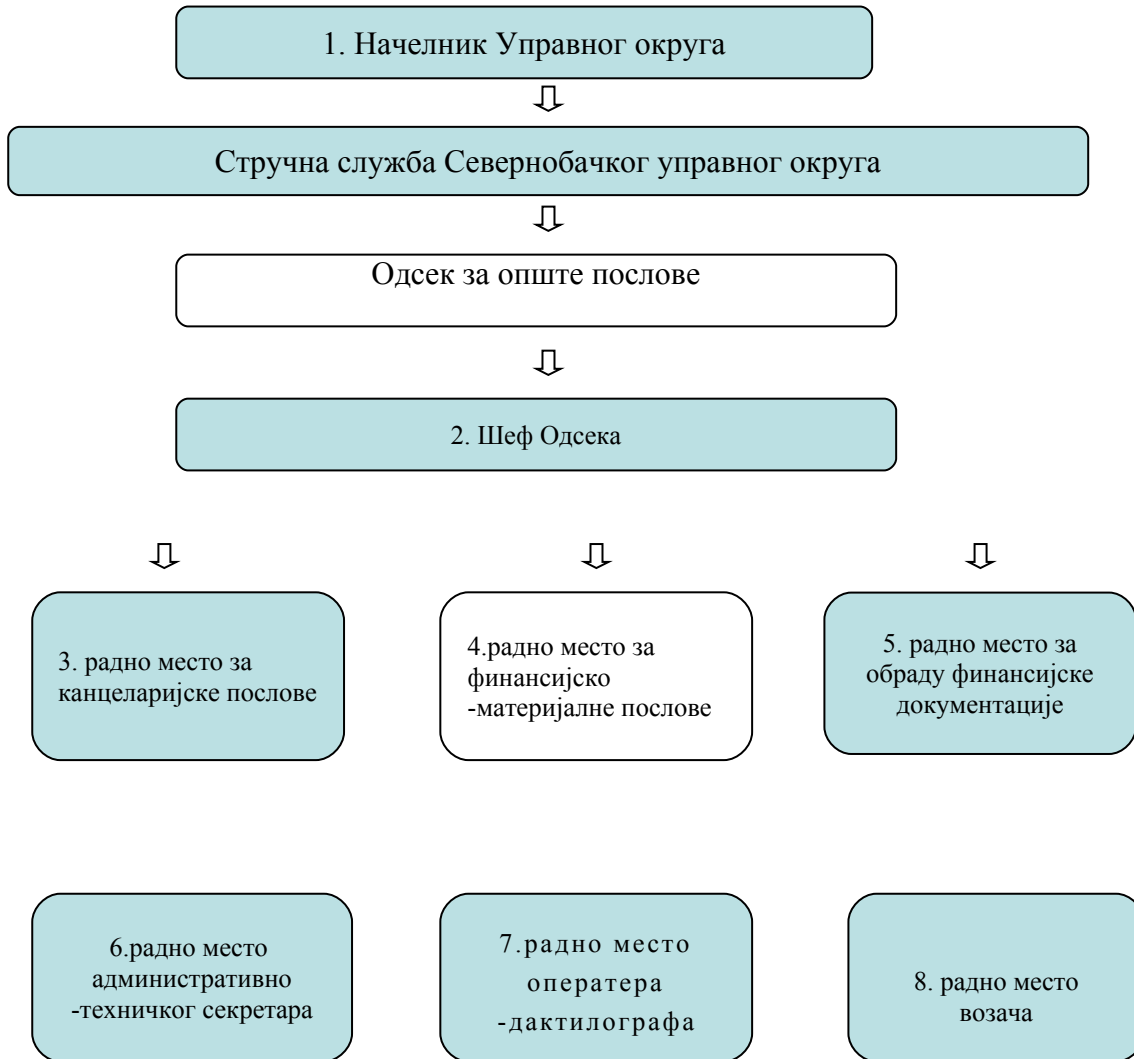 1. Начелник Управног округа
Стручна служба Севернобачког управног округа
Одсек за опште послове
2. Шеф Одсека
3. радно место за
канцеларијске послове
4.радно место за
финансијско
-материјалне послове
5. радно место за
обраду финансијске
документације
6.радно место
административно
-техничког секретара
7.радно место
оператера
-дактилографа
8. радно место
возача